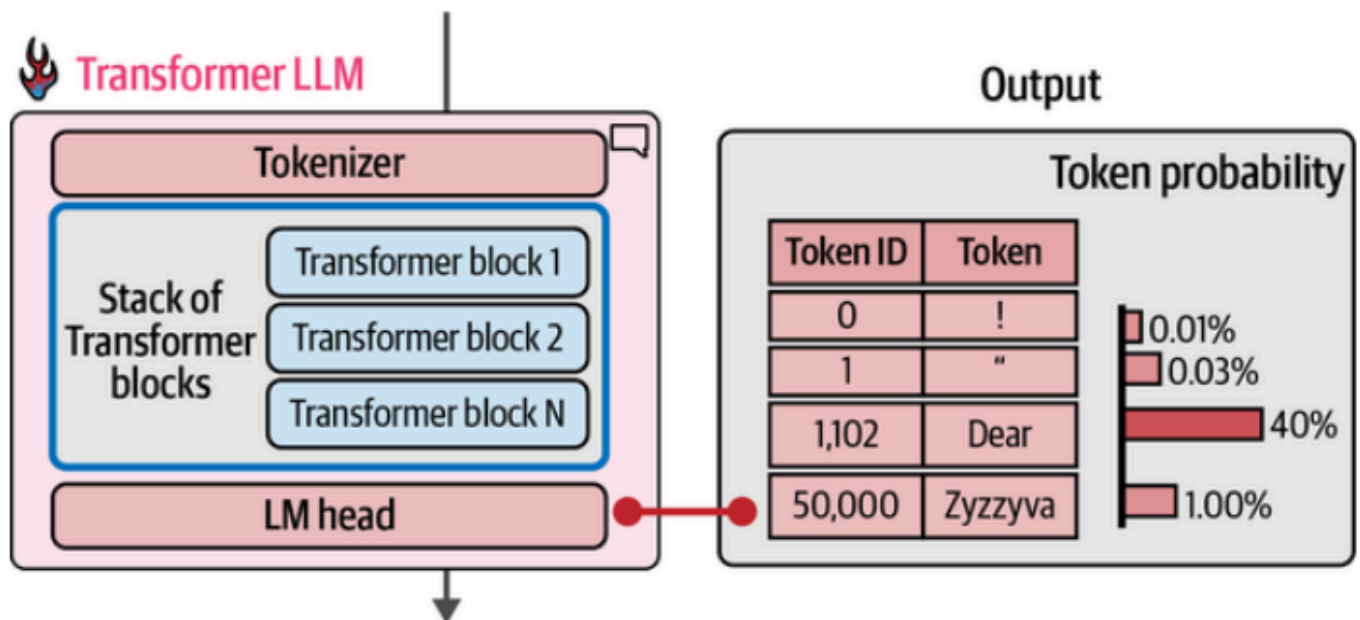 Transformer LLM
Tokenizer
Stack of
Transformer
blocks
Transformer block 1
Transformer block 2
Transformer block N
LM head
Output
Token probability
Token ID Token
0 ! 0.01%
1 " 0.03%
1,102 Dear 40%
50,000 Zyzzyva 1.00%